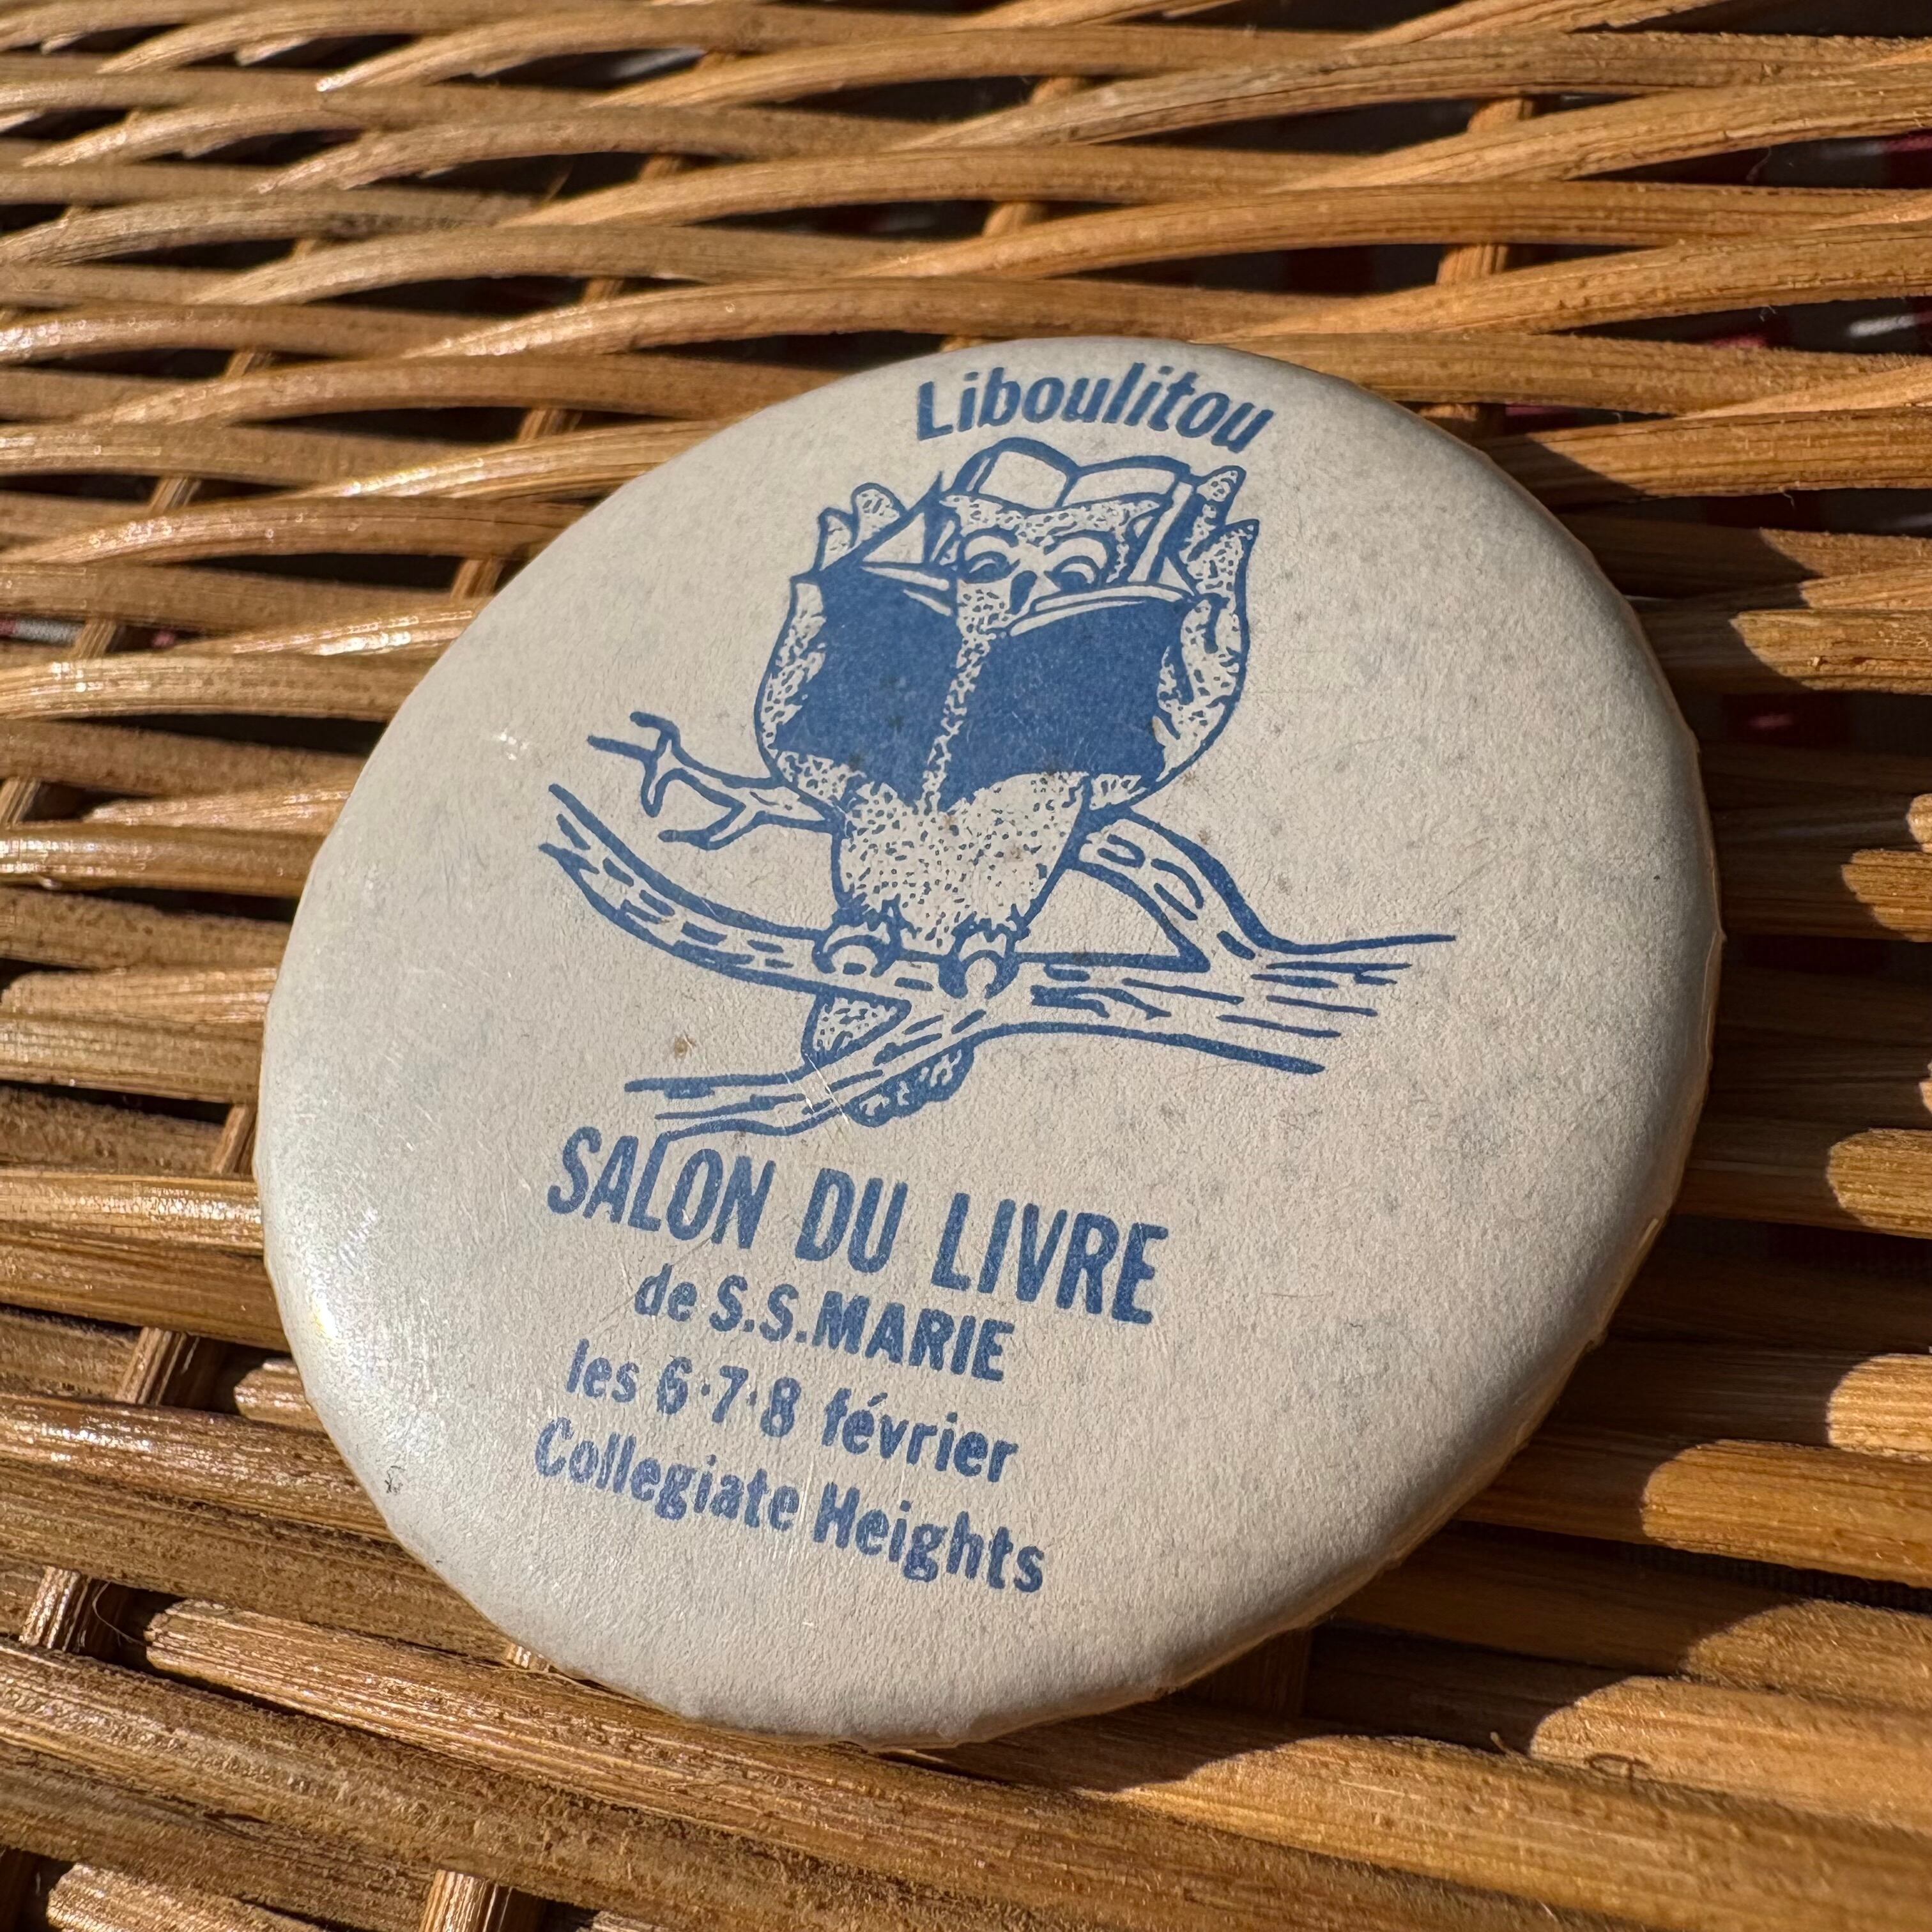 Liboulitou
SALON DU LIVRE
de S.S.MARIE
les 6·7·8 février
Collegiate Heights